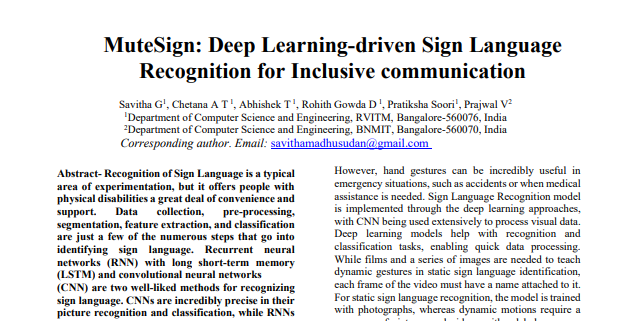 MuteSign: Deep Learning-driven Sign Language
Recognition for Inclusive communication
Savitha G1, Chetana A T 1, Abhishek T1, Rohith Gowda D 1, Pratiksha Soori1, Prajwal V2
1Department of Computer Science and Engineering, RVITM, Bangalore-560076, India
2Department of Computer Science and Engineering, BNMIT, Bangalore-560070, India
Corresponding author. Email: savithamadhusudan@gmail.com
Abstract- Recognition of Sign Language is a typical
area of experimentation, but it offers people with
physical disabilities a great deal of convenience and
support. Data collection, pre-processing,
segmentation, feature extraction, and classification
are just a few of the numerous steps that go into
identifying sign language. Recurrent neural
networks (RNN) with long short-term memory
(LSTM) and convolutional neural networks
(CNN) are two well-liked methods for recognizing
sign language. CNNs are incredibly precise in their
picture recognition and classification, while RNNs
However, hand gestures can be incredibly useful in
emergency situations, such as accidents or when medical
assistance is needed. Sign Language Recognition model
is implemented through the deep learning approaches,
with CNN being used extensively to process visual data.
Deep learning models help with recognition and
classification tasks, enabling quick data processing.
While films and a series of images are needed to teach
dynamic gestures in static sign language identification,
each frame of the video must have a name attached to it.
For static sign language recognition, the model is trained
with photographs, whereas dynamic motions require a